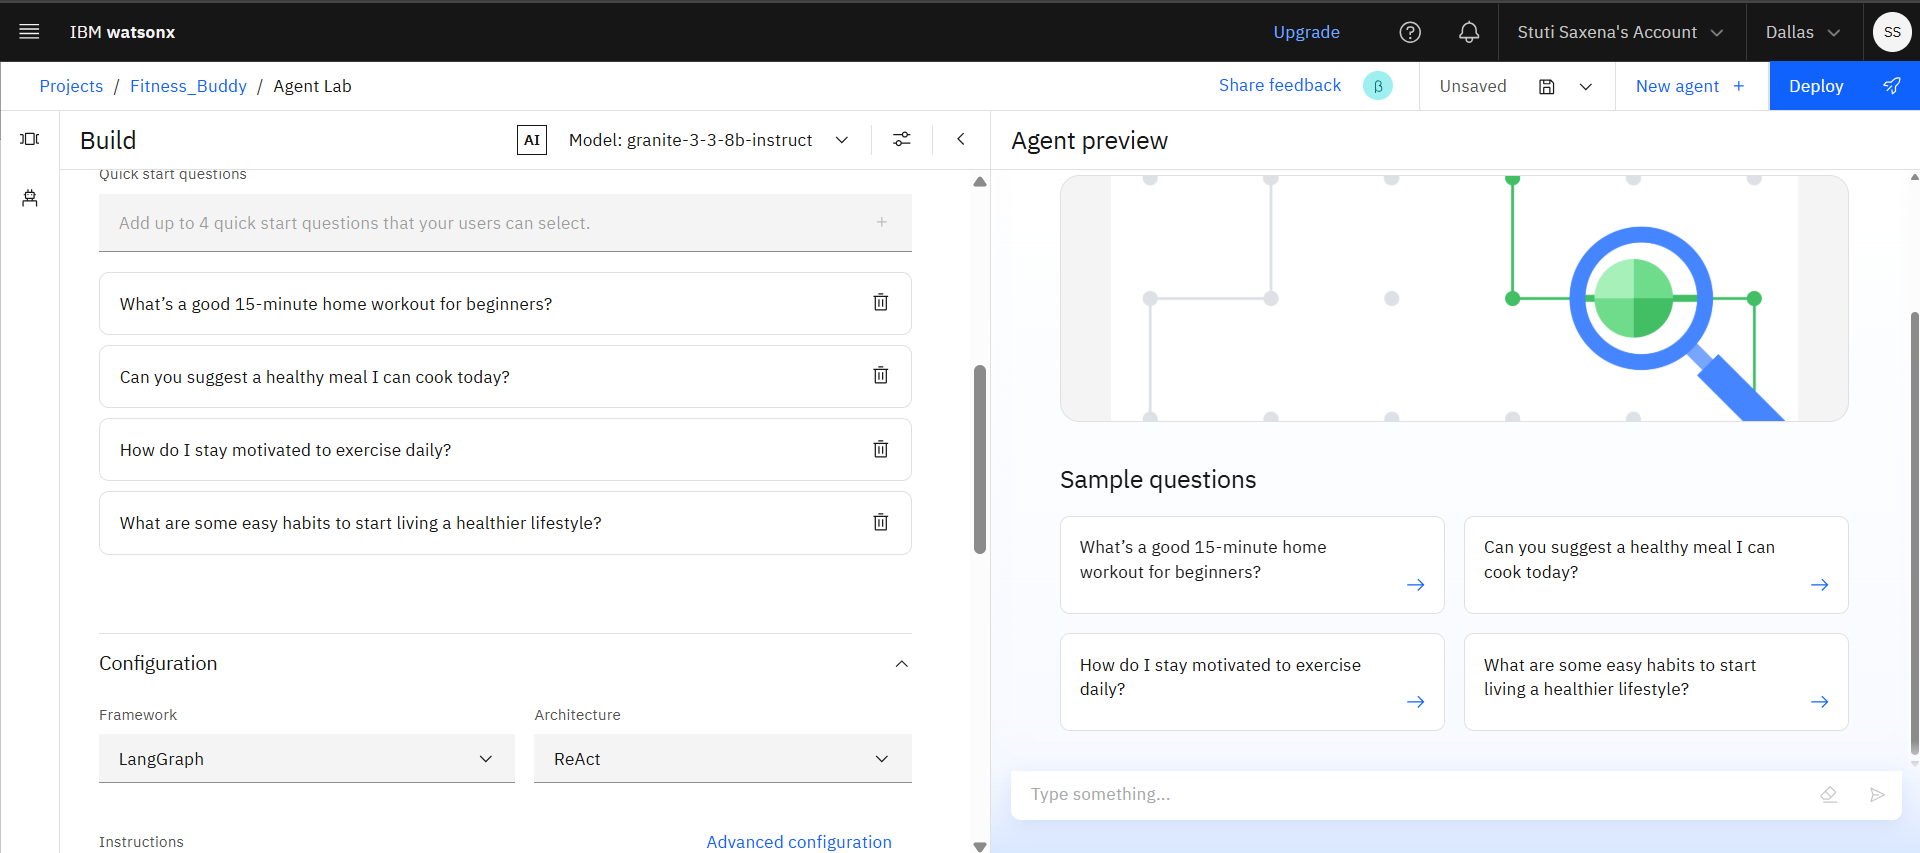 IBM watsonx
Upgrade
Stuti Saxena's Account
Dallas
SS
Projects / Fitness_Buddy / Agent Lab
Share feedback
β
Unsaved
New agent +
Deploy
Build
AI
Model: granite-3-3-8b-instruct
Quick start questions
Add up to 4 quick start questions that your users can select.
What’s a good 15-minute home workout for beginners?
Can you suggest a healthy meal I can cook today?
How do I stay motivated to exercise daily?
What are some easy habits to start living a healthier lifestyle?
Configuration
Framework
Architecture
LangGraph
ReAct
Instructions
Advanced configuration
Agent preview
Sample questions
What’s a good 15-minute home
workout for beginners?
Can you suggest a healthy meal I can
cook today?
How do I stay motivated to exercise
daily?
What are some easy habits to start
living a healthier lifestyle?
Type something...